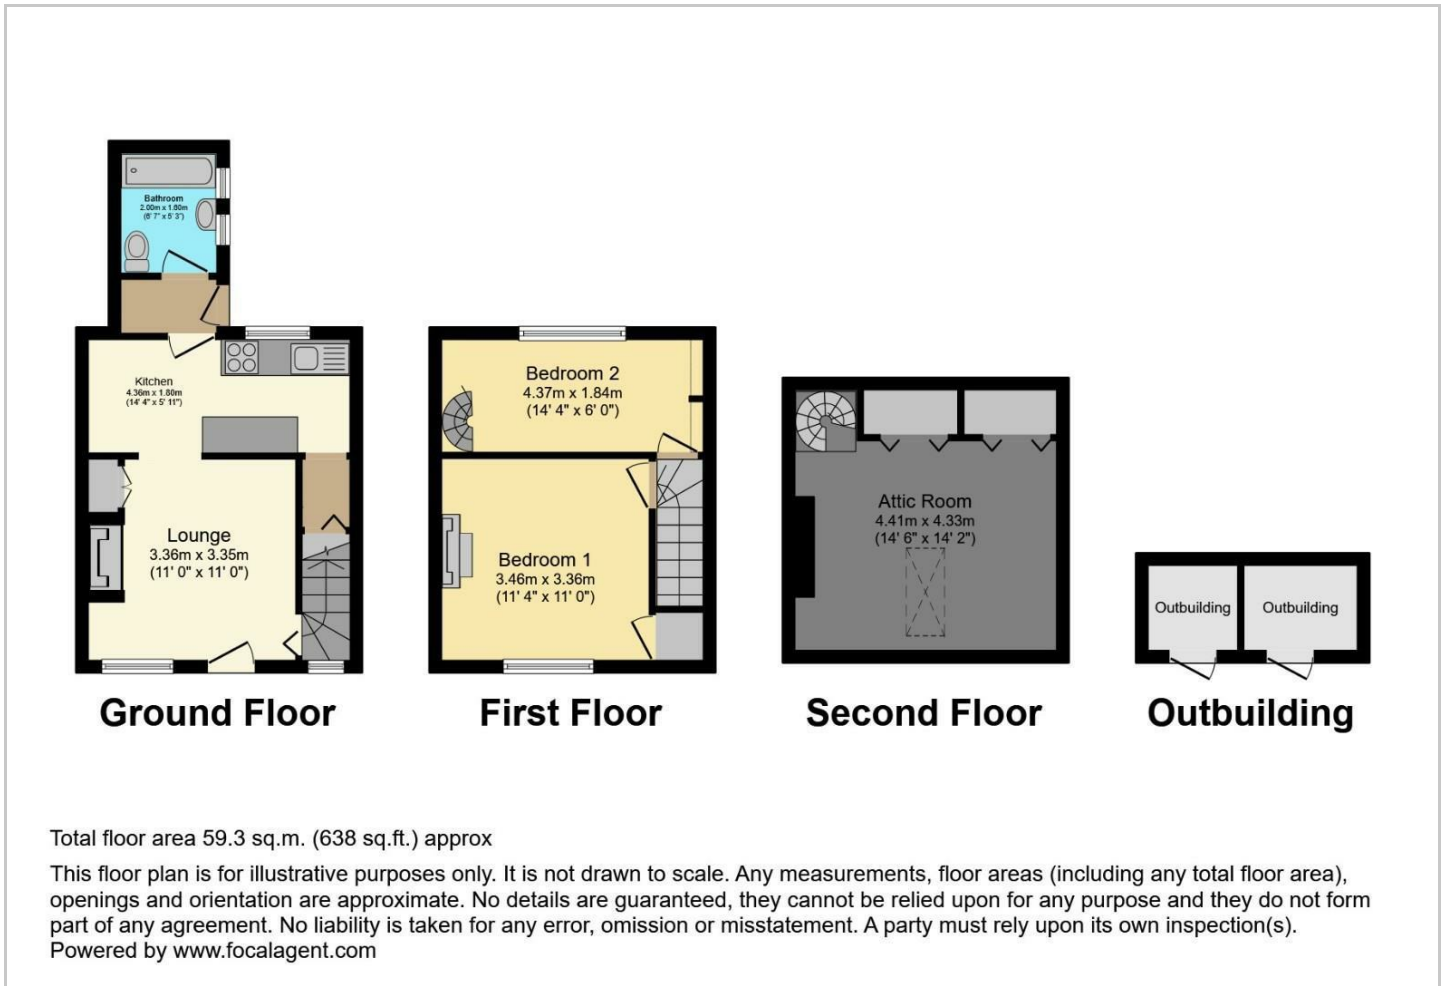 Bathroom
2.00m x 1.60m
(6' 7" x 5' 3")
Kitchen
4.36m x 1.80m
(14' 4" x 5' 11")
Lounge
3.36m x 3.35m
(11' 0" x 11' 0")
Ground Floor
Bedroom 2
4.37m x 1.84m
(14' 4" x 6' 0")
Bedroom 1
3.46m x 3.36m
(11' 4" x 11' 0")
First Floor
Attic Room
4.41m x 4.33m
(14' 6" x 14' 2")
Second Floor
Outbuilding
Outbuilding
Outbuilding
Total floor area 59.3 sq.m. (638 sq.ft.) approx
This floor plan is for illustrative purposes only. It is not drawn to scale. Any measurements, floor areas (including any total floor area),
openings and orientation are approximate. No details are guaranteed, they cannot be relied upon for any purpose and they do not form
part of any agreement. No liability is taken for any error, omission or misstatement. A party must rely upon its own inspection(s).
Powered by www.focalagent.com